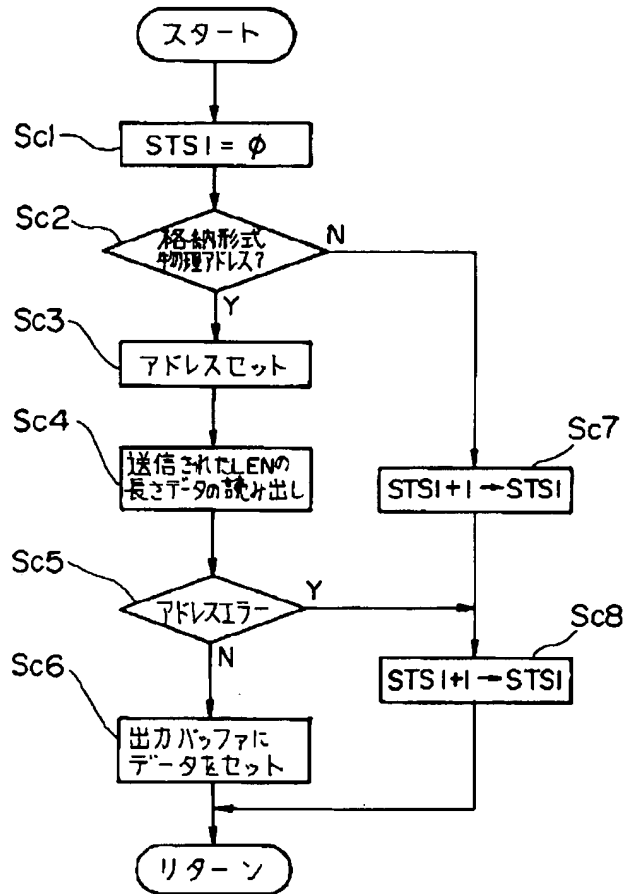 スタート
Sc1
STS1 = φ
Sc2
格納形式
物理アドレス?
N
Y
Sc3
アドレスセット
Sc4
送信されたLENの
長さデータの読み出し
Sc7
STS1+1→STS1
Sc5
アドレスエラー
Y
N
Sc8
STS1+1→STS1
Sc6
出力バッファに
データをセット
リターン